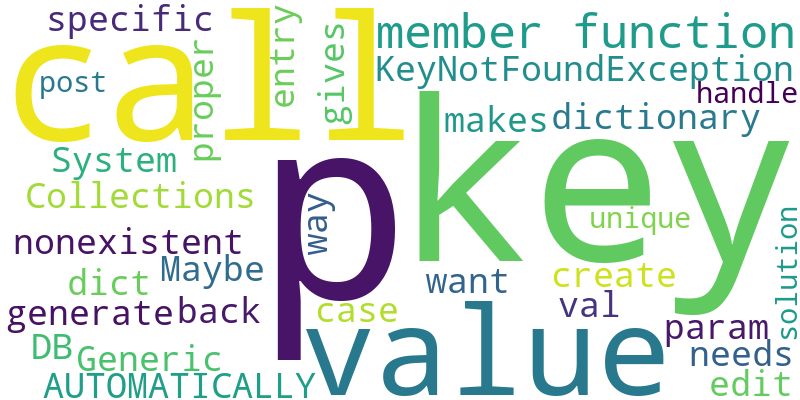 specific
call
member function
post
proper
entry
gives
KeyNotFoundException
handle
makes
dictionary
System
Collections
p
key
way
unique
solution
nonexistent
dict
Maybe
want
create
generate
back
case
val
value
param
DB
Generic
needs
AUTOMATICALLY
edit